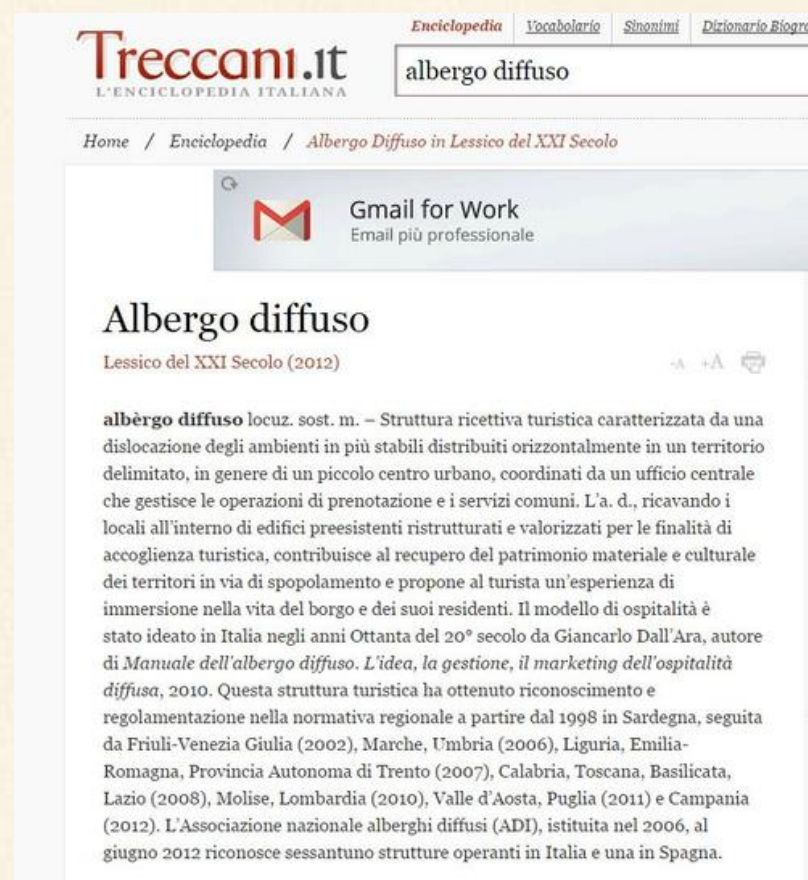 Enciclopedia Vocabolario Sinonimi Dizionario
Treccani.it
L'ENCICLOPEDIA ITALIANA
albergo diffuso
Home / Enciclopedia / Albergo Diffuso in Lessico del XXI Secolo
Gmail for Work
Email più professionale
Albergo diffuso
Lessico del XXI Secolo (2012)
-A +A
albèrgo diffuso locuz. sost. m. – Struttura ricettiva turistica caratterizzata da una
dislocazione degli ambienti in più stabili distribuiti orizzontalmente in un territorio
delimitato, in genere di un piccolo centro urbano, coordinati da un ufficio centrale
che gestisce le operazioni di prenotazione e i servizi comuni. L'a. d., ricavando i
locali all'interno di edifici preesistenti ristrutturati e valorizzati per le finalità di
accoglienza turistica, contribuisce al recupero del patrimonio materiale e culturale
dei territori in via di spopolamento e propone al turista un'esperienza di
immersione nella vita del borgo e dei suoi residenti. Il modello di ospitalità è
stato ideato in Italia negli anni Ottanta del 20° secolo da Giancarlo Dall'Ara, autore
di Manuale dell'albergo diffuso. L'idea, la gestione, il marketing dell'ospitalità
diffusa, 2010. Questa struttura turistica ha ottenuto riconoscimento e
regolamentazione nella normativa regionale a partire dal 1998 in Sardegna, seguita
da Friuli-Venezia Giulia (2002), Marche, Umbria (2006), Liguria, Emilia-
Romagna, Provincia Autonoma di Trento (2007), Calabria, Toscana, Basilicata,
Lazio (2008), Molise, Lombardia (2010), Valle d'Aosta, Puglia (2011) e Campania
(2012). L'Associazione nazionale alberghi diffusi (ADI), istituita nel 2006, al
giugno 2012 riconosce sessantuno strutture operanti in Italia e una in Spagna.